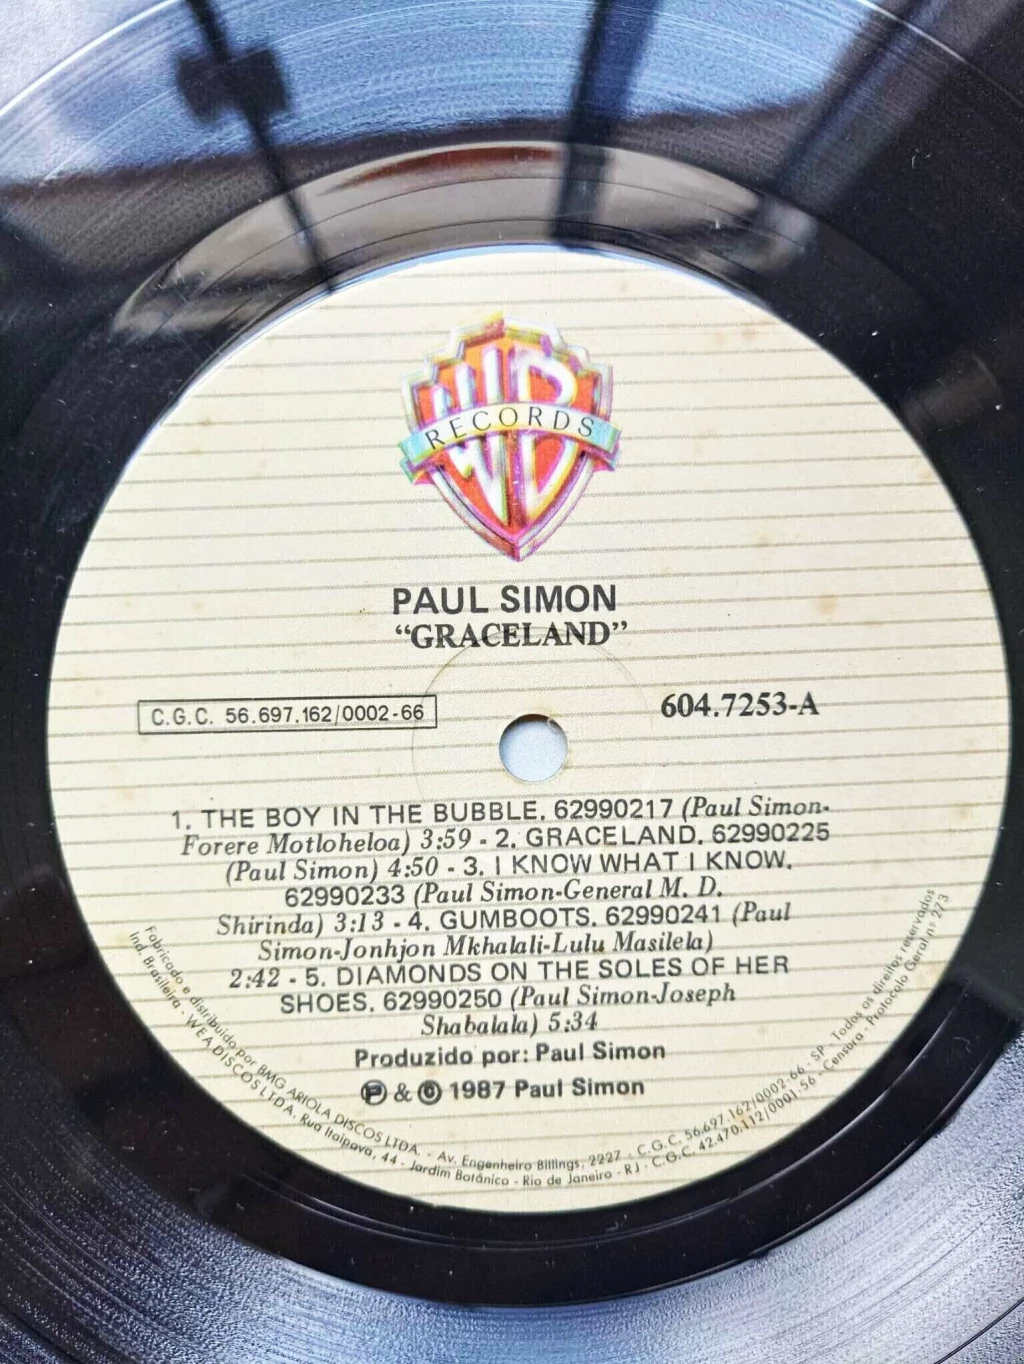 WB
RECORDS
PAUL SIMON
“GRACELAND”
C.G.C. 56.697.162/0002-66
604.7253-A
1. THE BOY IN THE BUBBLE. 62990217 (Paul Simon-
Forere Motloheloa) 3:59 - 2. GRACELAND. 62990225
(Paul Simon) 4:50 - 3. I KNOW WHAT I KNOW.
62990233 (Paul Simon-General M. D.
Shirinda) 3:13 - 4. GUMBOOTS. 62990241 (Paul
Simon-Jonhjon Mkhalali-Lulu Masilela)
2:42 - 5. DIAMONDS ON THE SOLES OF HER
SHOES. 62990250 (Paul Simon-Joseph
Shabalala) 5:34
Produzido por: Paul Simon
Ⓟ & © 1987 Paul Simon
Fabricado e distribuído por BMG ARIOLA DISCOS LTDA. - Av. Engenheiro Billings, 2227 - C.G.C. 56.697.162/0002-66 - SP - Todos os direitos reservados
Ind. Brasileira - WEA DISCOS LTDA. Rua Itaipava, 44 - Jardim Botânico - Rio de Janeiro - RJ - C.G.C. 42.470.112/0001-56 - Censura - Protocolo Geral nº 273